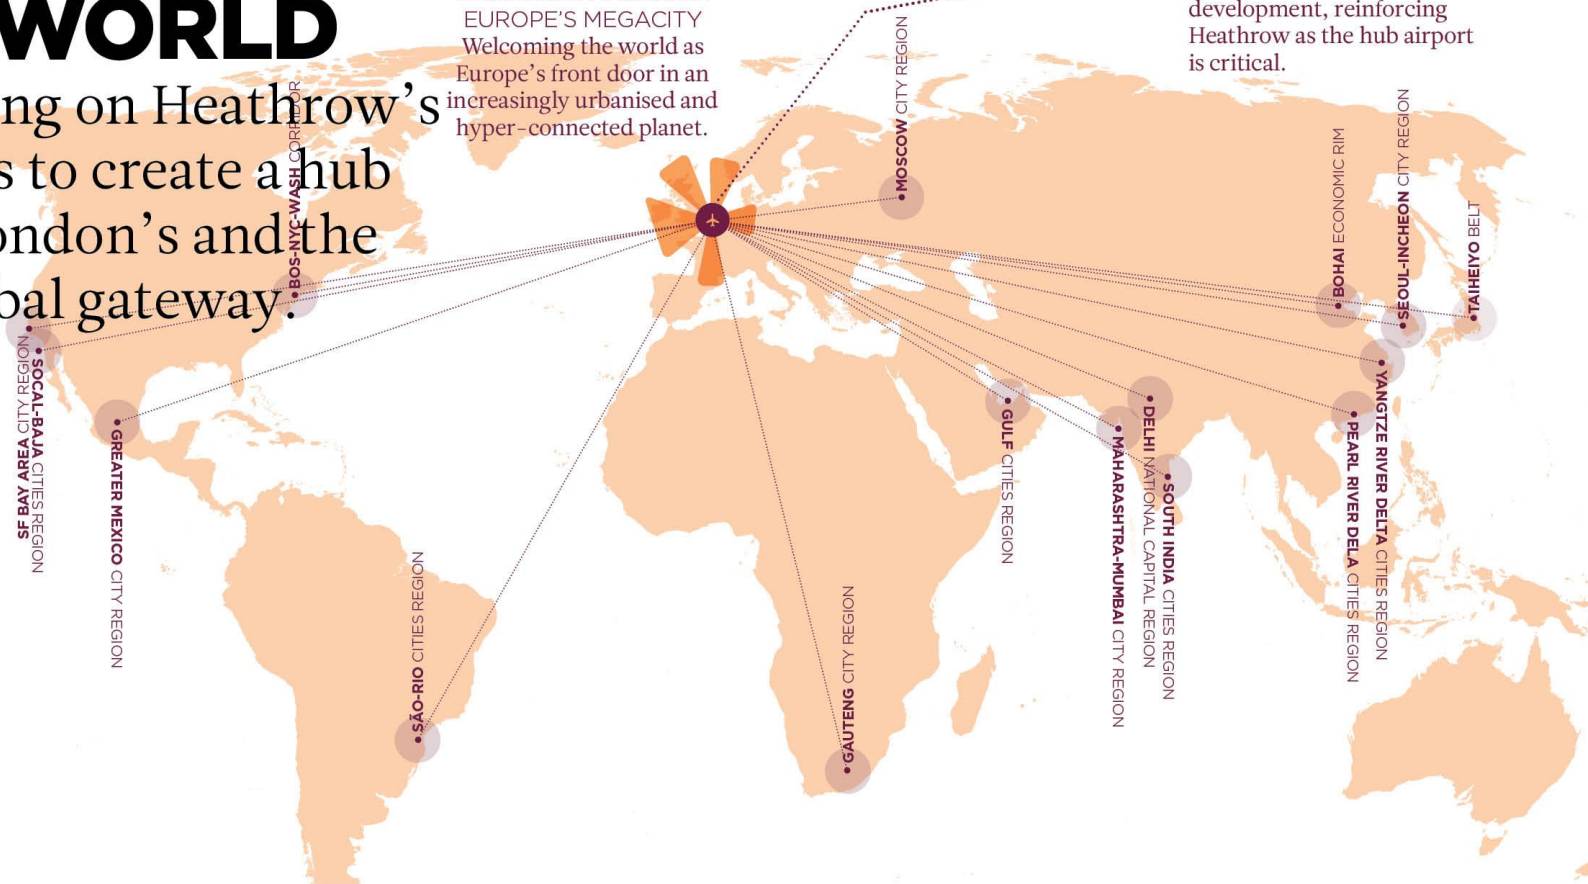 WORLD
ng on Heathrow’s
s to create a hub
ondon’s and the
bal gateway.
EUROPE’S MEGACITY
Welcoming the world as
Europe’s front door in an
increasingly urbanised and
hyper-connected planet.
development, reinforcing
Heathrow as the hub airport
is critical.
BOS-NYC-WASH CORRIDOR
MOSCOW CITY REGION
BOHAI ECONOMIC RIM
SEOUL-INCHEON CITY REGION
TAIHEIYO BELT
SF BAY AREA CITY REGION
SOCAL-BAJA CITIES REGION
GREATER MEXICO CITY REGION
SÃO-RIO CITIES REGION
GAUTENG CITY REGION
GULF CITIES REGION
MAHARASHTRA-MUMBAI CITY REGION
DELHI NATIONAL CAPITAL REGION
SOUTH INDIA CITIES REGION
PEARL RIVER DELA CITIES REGION
YANGTZE RIVER DELTA CITIES REGION